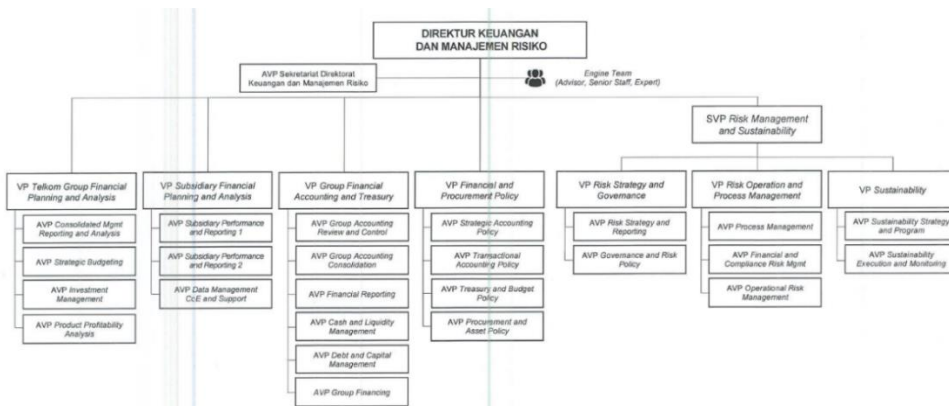 DIREKTUR KEUANGAN
DAN MANAJEMEN RISIKO
AVP Sekretariat Direktorat
Keuangan dan Manajemen Risiko
Engine Team
(Advisor, Senior Staff, Expert)
SVP Risk Management
and Sustainability
VP Telkom Group Financial
Planning and Analysis
AVP Consolidated Mgmt
Reporting and Analysis
AVP Strategic Budgeting
AVP Investment
Management
AVP Product Profitability
Analysis
VP Subsidiary Financial
Planning and Analysis
AVP Subsidiary Performance
and Reporting 1
AVP Subsidiary Performance
and Reporting 2
AVP Data Management
CoE and Support
VP Group Financial
Accounting and Treasury
AVP Group Accounting
Review and Control
AVP Group Accounting
Consolidation
AVP Financial Reporting
AVP Cash and Liquidity
Management
AVP Debt and Capital
Management
AVP Group Financing
VP Financial and
Procurement Policy
AVP Strategic Accounting
Policy
AVP Transactional
Accounting Policy
AVP Treasury and Budget
Policy
AVP Procurement and
Asset Policy
VP Risk Strategy and
Governance
AVP Risk Strategy and
Reporting
AVP Governance and Risk
Policy
VP Risk Operation and
Process Management
AVP Process Management
AVP Financial and
Compliance Risk Mgmt
AVP Operational Risk
Management
VP Sustainability
AVP Sustainability Strategy
and Program
AVP Sustainability
Execution and Monitoring